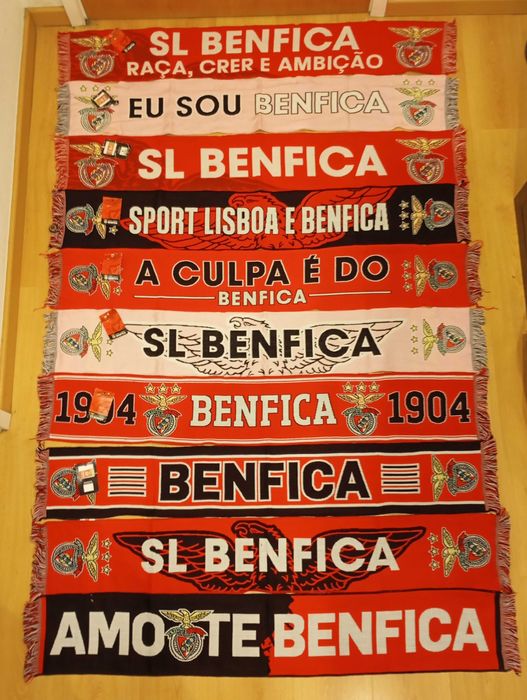 SL BENFICA
RAÇA, CRER E AMBIÇÃO
EU SOU BENFICA
SL BENFICA
SPORT LISBOA E BENFICA
A CULPA É DO
BENFICA
SL BENFICA
1904 BENFICA 1904
BENFICA
SL BENFICA
AMO TE BENFICA